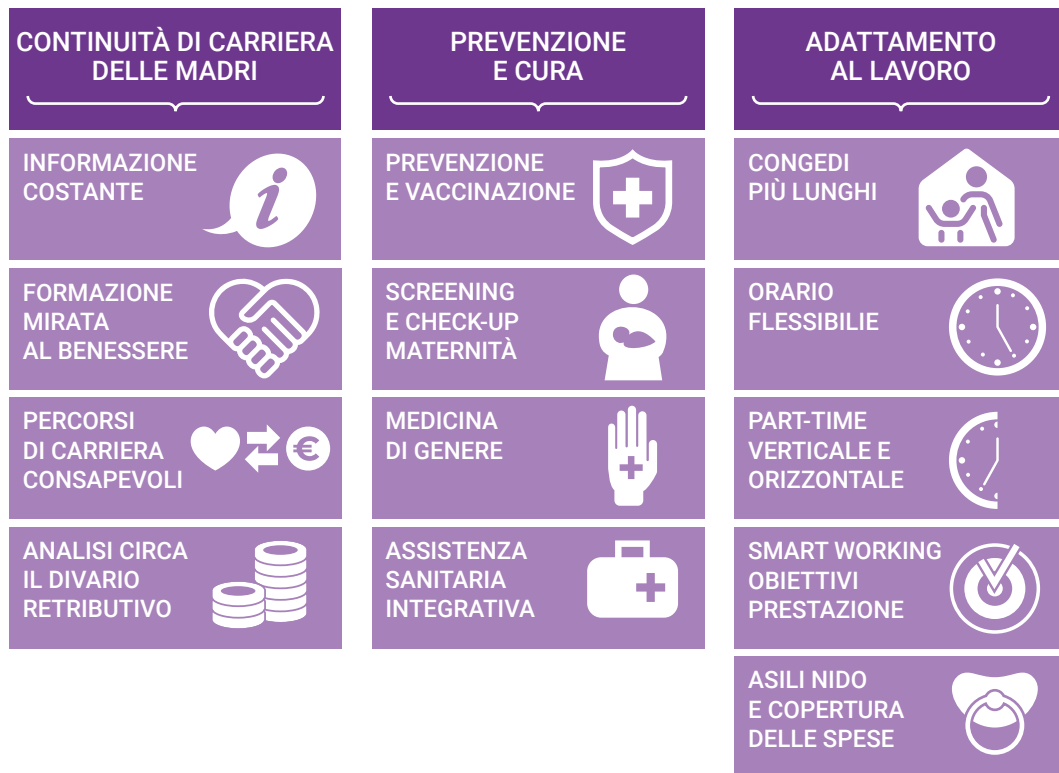 CONTINUITÀ DI CARRIERA
DELLE MADRI
INFORMAZIONE
COSTANTE
FORMAZIONE
MIRATA
AL BENESSERE
PERCORSI
DI CARRIERA
CONSAPEVOLI
€
ANALISI CIRCA
IL DIVARIO
RETRIBUTIVO
PREVENZIONE
E CURA
PREVENZIONE
E VACCINAZIONE
SCREENING
E CHECK-UP
MATERNITÀ
MEDICINA
DI GENERE
ASSISTENZA
SANITARIA
INTEGRATIVA
ADATTAMENTO
AL LAVORO
CONGEDI
PIÙ LUNGHI
ORARIO
FLESSIBILIE
PART-TIME
VERTICALE E
ORIZZONTALE
SMART WORKING
OBIETTIVI
PRESTAZIONE
ASILI NIDO
E COPERTURA
DELLE SPESE